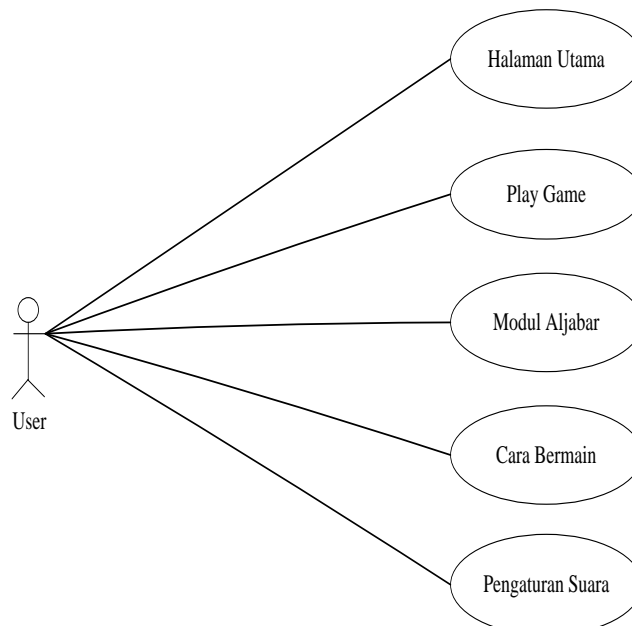 Halaman Utama
Play Game
Modul Aljabar
User
Cara Bermain
Pengaturan Suara